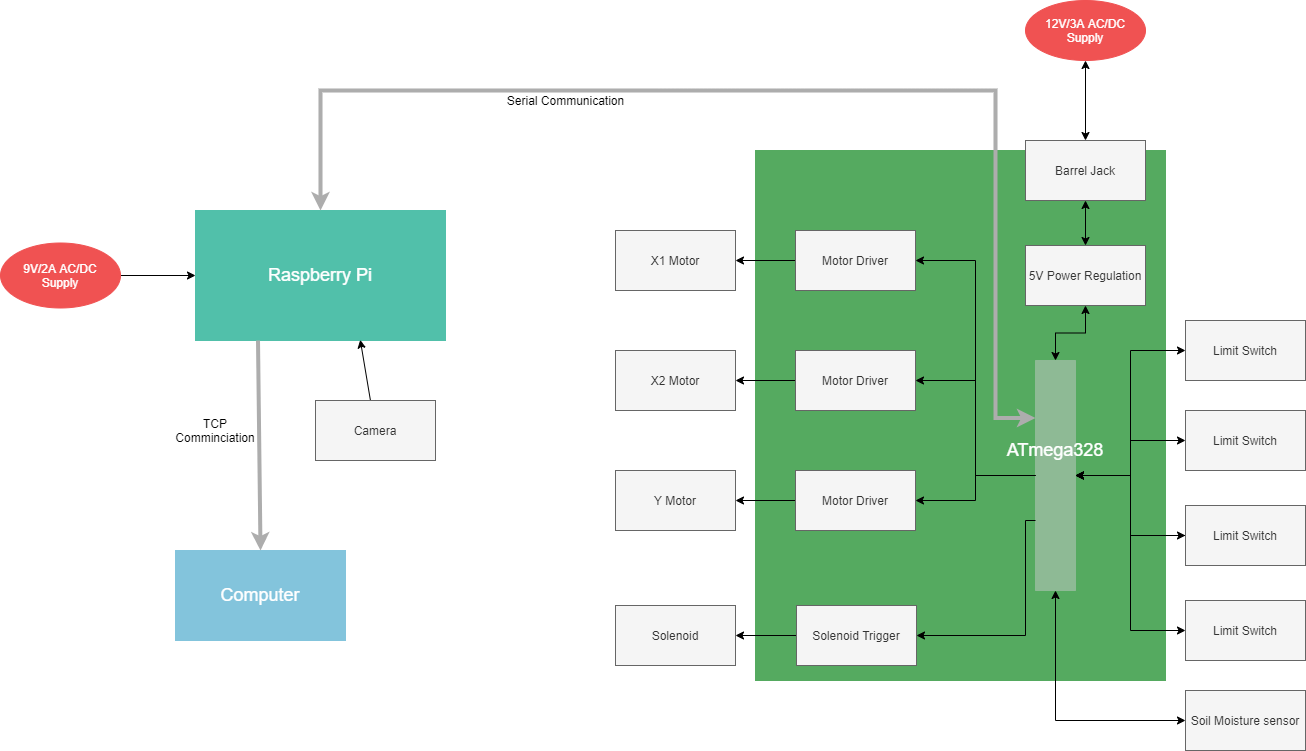 12V/3A AC/DC
Supply
Serial Communication
Barrel Jack
9V/2A AC/DC
Supply
Raspberry Pi
X1 Motor
Motor Driver
5V Power Regulation
Limit Switch
X2 Motor
Motor Driver
TCP
Comminciation
Camera
ATmega328
Limit Switch
Y Motor
Motor Driver
Limit Switch
Computer
Solenoid
Solenoid Trigger
Limit Switch
Soil Moisture sensor